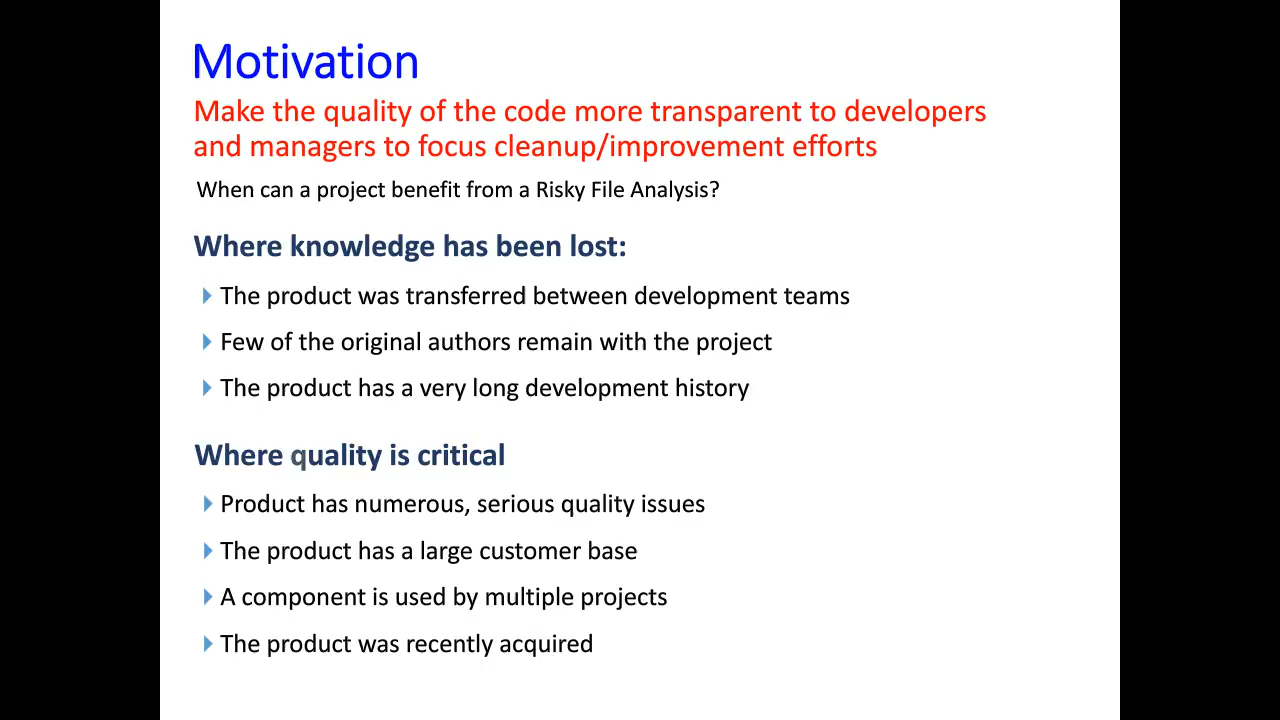 Motivation
Make the quality of the code more transparent to developers
and managers to focus cleanup/improvement efforts
When can a project benefit from a Risky File Analysis?
Where knowledge has been lost:
The product was transferred between development teams
Few of the original authors remain with the project
The product has a very long development history
Where quality is critical
Product has numerous, serious quality issues
The product has a large customer base
A component is used by multiple projects
The product was recently acquired